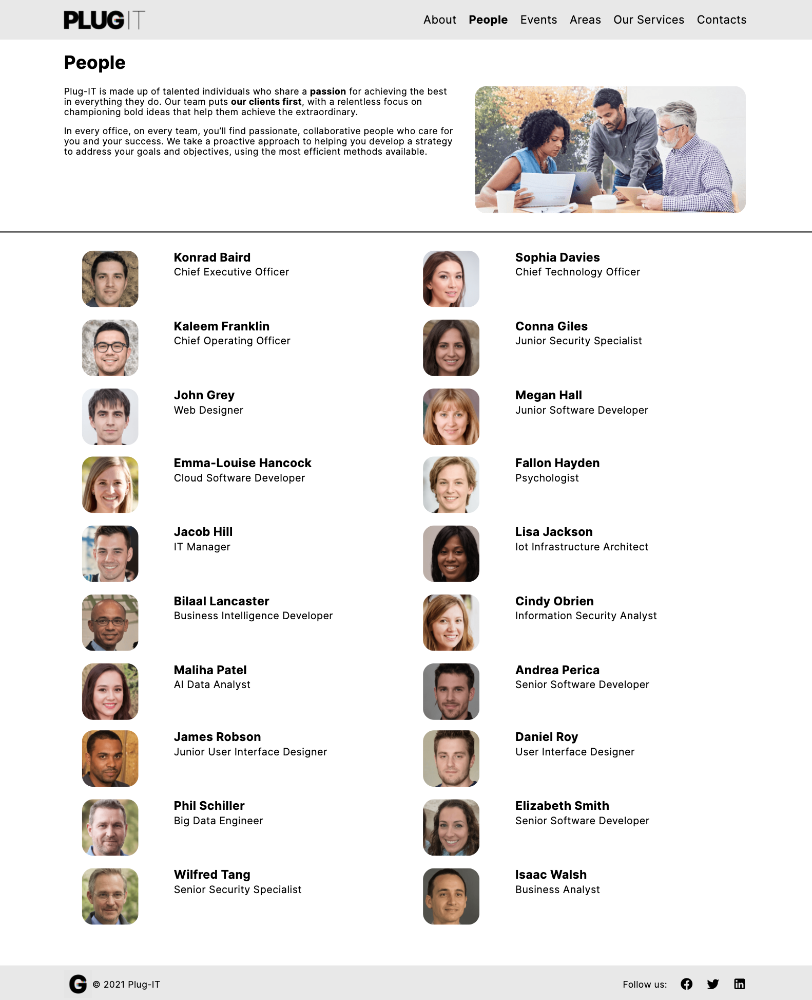 PLUGIT
About People Events Areas Our Services Contacts
People
Plug-IT is made up of talented individuals who share a passion for achieving the best
in everything they do. Our team puts our clients first, with a relentless focus on
championing bold ideas that help them achieve the extraordinary.
In every office, on every team, you’ll find passionate, collaborative people who care for
you and your success. We take a proactive approach to helping you develop a strategy
to address your goals and objectives, using the most efficient methods available.
Konrad Baird
Chief Executive Officer
Sophia Davies
Chief Technology Officer
Kaleem Franklin
Chief Operating Officer
Conna Giles
Junior Security Specialist
John Grey
Web Designer
Megan Hall
Junior Software Developer
Emma-Louise Hancock
Cloud Software Developer
Fallon Hayden
Psychologist
Jacob Hill
IT Manager
Lisa Jackson
Iot Infrastructure Architect
Bilaal Lancaster
Business Intelligence Developer
Cindy Obrien
Information Security Analyst
Maliha Patel
AI Data Analyst
Andrea Perica
Senior Software Developer
James Robson
Junior User Interface Designer
Daniel Roy
User Interface Designer
Phil Schiller
Big Data Engineer
Elizabeth Smith
Senior Software Developer
Wilfred Tang
Senior Security Specialist
Isaac Walsh
Business Analyst
G © 2021 Plug-IT
Follow us: